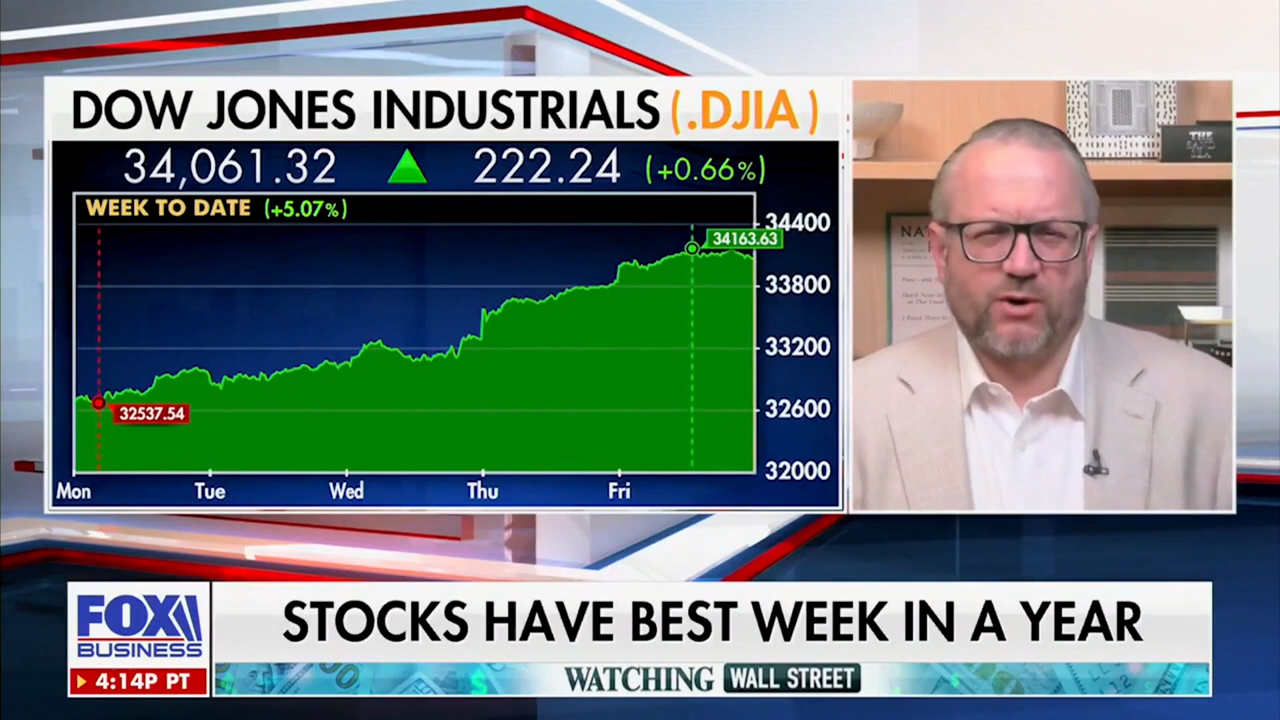 DOW JONES INDUSTRIALS (.DJIA)
34,061.32 ▲ 222.24 (+0.66%)
WEEK TO DATE (+5.07%)
34400
34163.63
33800
33200
32600
32537.54
32000
Mon Tue Wed Thu Fri
THE
NA
FOX
BUSINESS
4:14P PT
STOCKS HAVE BEST WEEK IN A YEAR
WATCHING WALL STREET